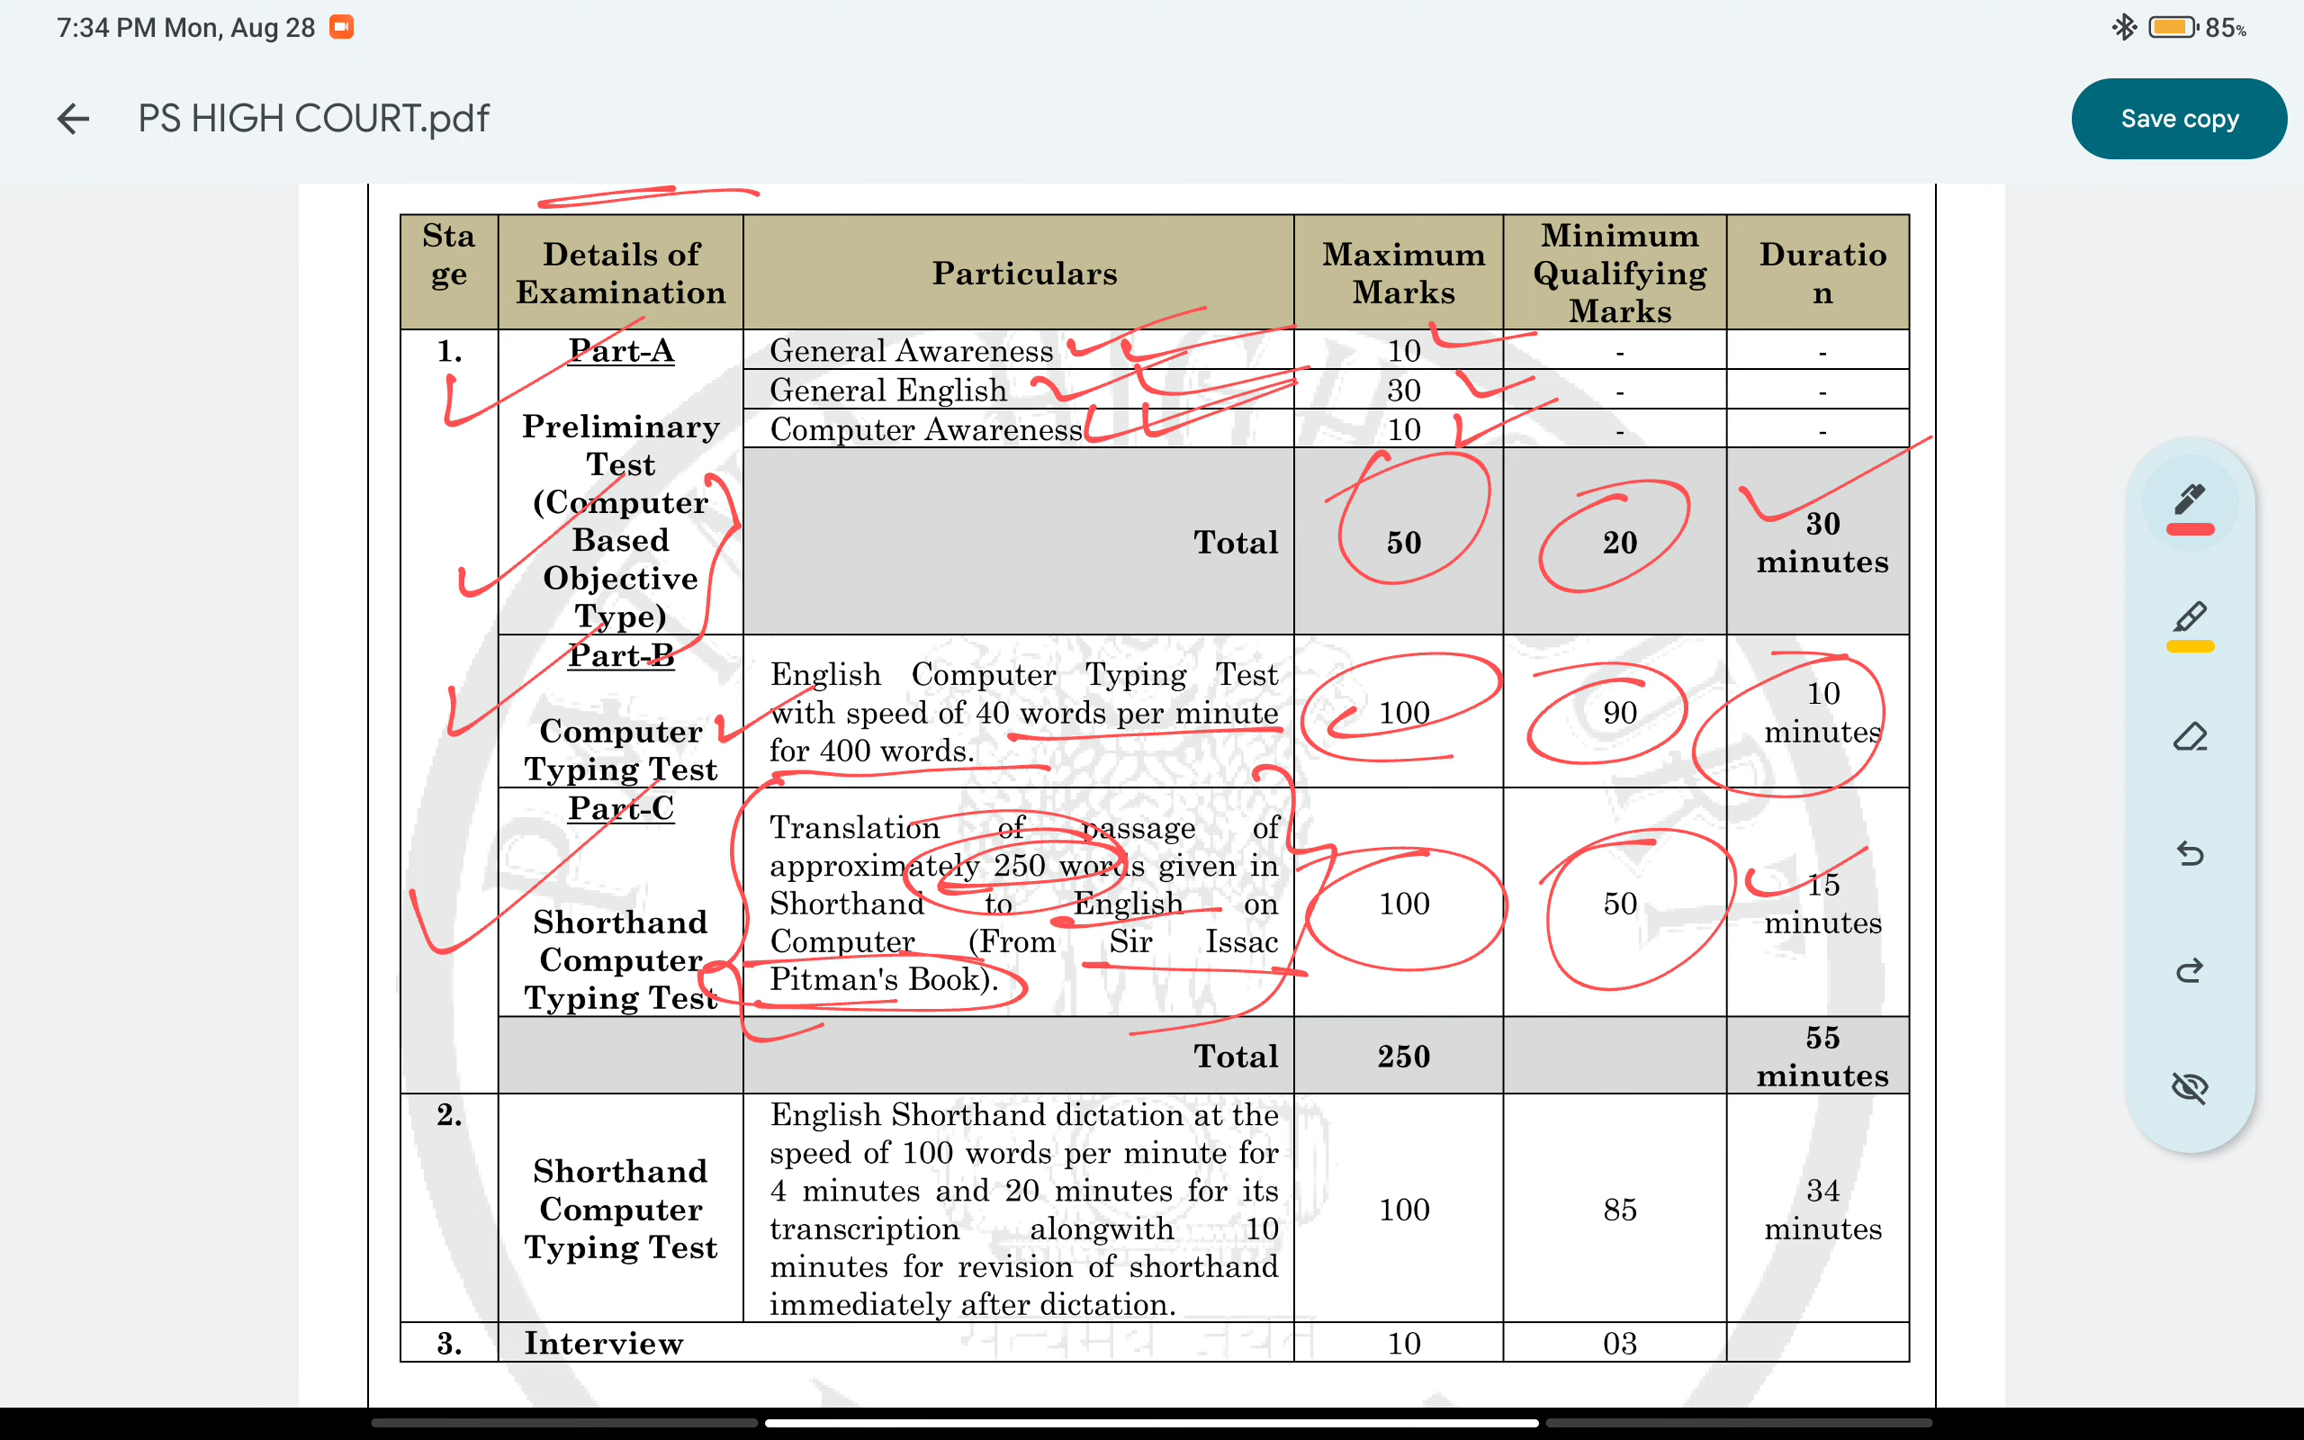 7:34 PM Mon, Aug 28
85%
PS HIGH COURT.pdf
Save copy
Sta
ge
Details of
Examination
Particulars
Maximum
Marks
Minimum
Qualifying
Marks
Duratio
n
1.
Part-A
Preliminary
Test
(Computer
Based
Objective
Type)
General Awareness 10 - -
General English 30 - -
Computer Awareness 10 - -
Total 50 20
30
minutes
Part-B
Computer
Typing Test
English Computer Typing Test
with speed of 40 words per minute
for 400 words.
100
90
10
minutes
Part-C
Shorthand
Computer
Typing Test
Translation of passage of
approximately 250 words given in
Shorthand to English on
Computer (From Sir Issac
Pitman's Book).
100
50
15
minutes
Total 250
55
minutes
2.
Shorthand
Computer
Typing Test
English Shorthand dictation at the
speed of 100 words per minute for
4 minutes and 20 minutes for its
transcription alongwith 10
minutes for revision of shorthand
immediately after dictation.
100
85
34
minutes
3. Interview 10 03